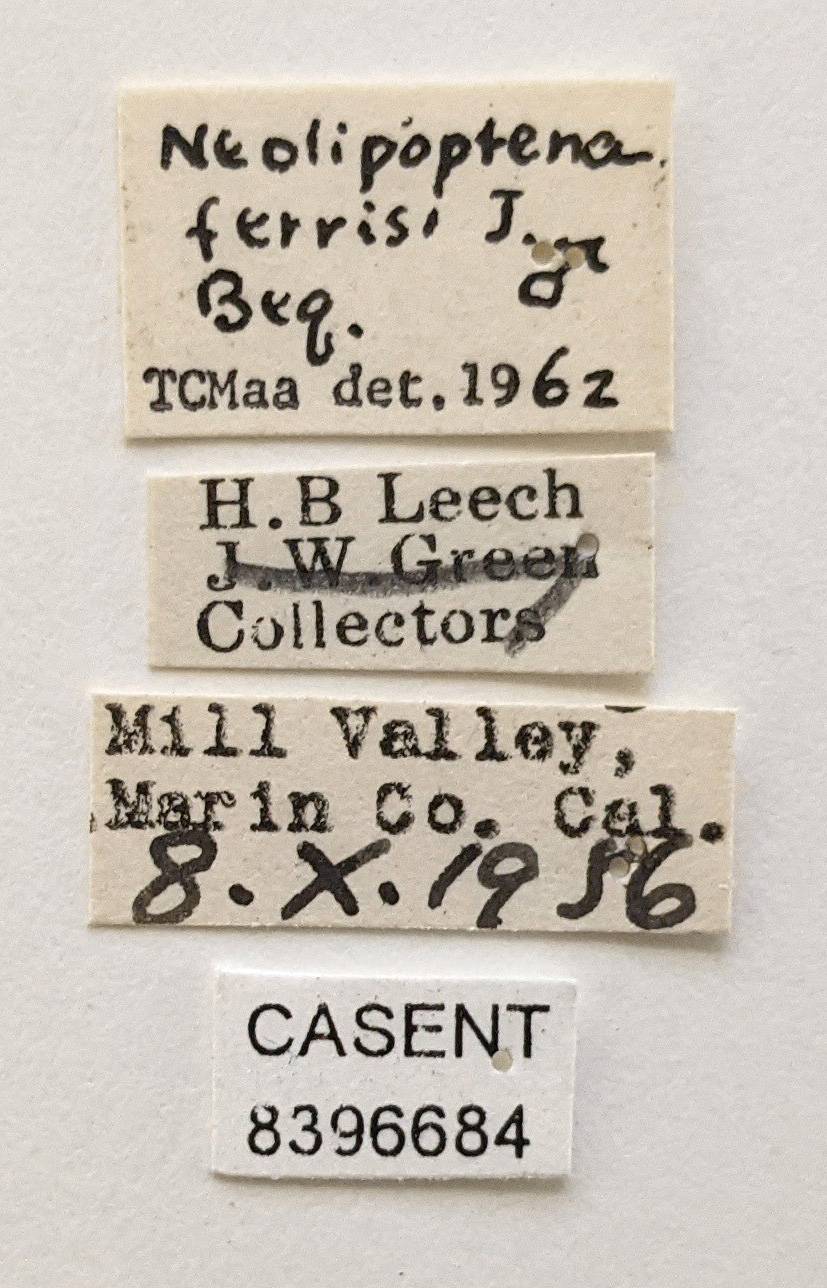 Neolipoptena
ferrisi J.
Beq. ♂
TCMaa det. 1962
H.B Leech
J.W.Green
Collectors
Mill Valley,
Marin Co. Cal.
8.X.1956
CASENT
8396684